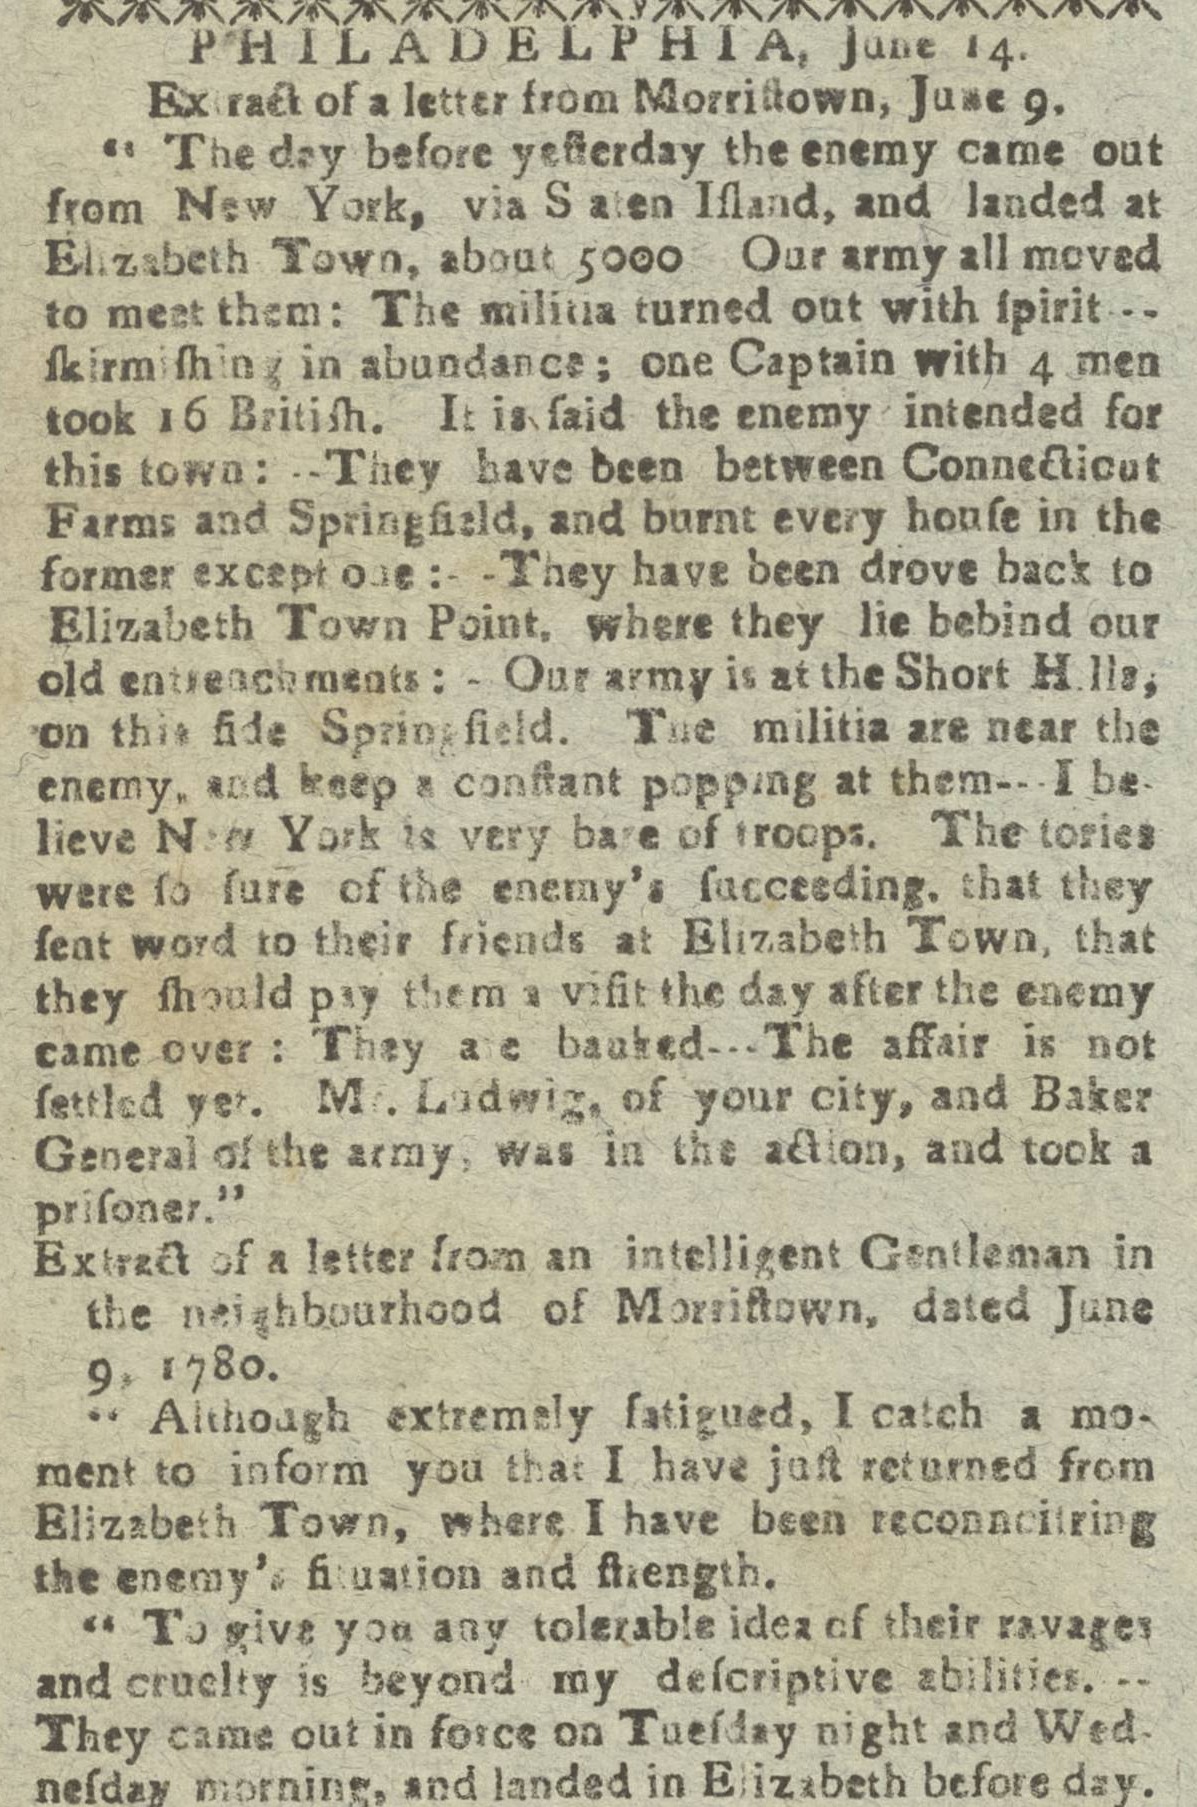 PHILADELPHIA, June 14.
Extract of a letter from Morriſtown, June 9.
“ The day before yeſterday the enemy came out
from New York, via Staten Iſland, and landed at
Elizabeth Town, about 5000 Our army all moved
to meet them: The militia turned out with ſpirit --
ſkirmiſhing in abundance; one Captain with 4 men
took 16 Britiſh. It is ſaid the enemy intended for
this town: --They have been between Connecticut
Farms and Springfield, and burnt every houſe in the
former except one:- -They have been drove back to
Elizabeth Town Point, where they lie bebind our
old entrenchments: - Our army is at the Short Hills,
on this ſide Springfield. The militia are near the
enemy, and keep a conſtant popping at them---I be-
lieve New York is very bare of troops. The tories
were ſo ſure of the enemy's ſucceeding, that they
ſent word to their friends at Elizabeth Town, that
they ſhould pay them a viſit the day after the enemy
came over: They are bauked---The affair is not
ſettled yet. Mr. Ludwig, of your city, and Baker
General of the army, was in the action, and took a
priſoner.”
Extract of a letter from an intelligent Gentleman in
the neighbourhood of Morriſtown, dated June
9, 1780.
“ Although extremely fatigued, I catch a mo-
ment to inform you that I have juſt returned from
Elizabeth Town, where I have been reconnoitring
the enemy's ſituation and ſtrength.
“ To give you any tolerable idea of their ravages
and cruelty is beyond my deſcriptive abilities. --
They came out in force on Tueſday night and Wed-
neſday morning, and landed in Elizabeth before day.